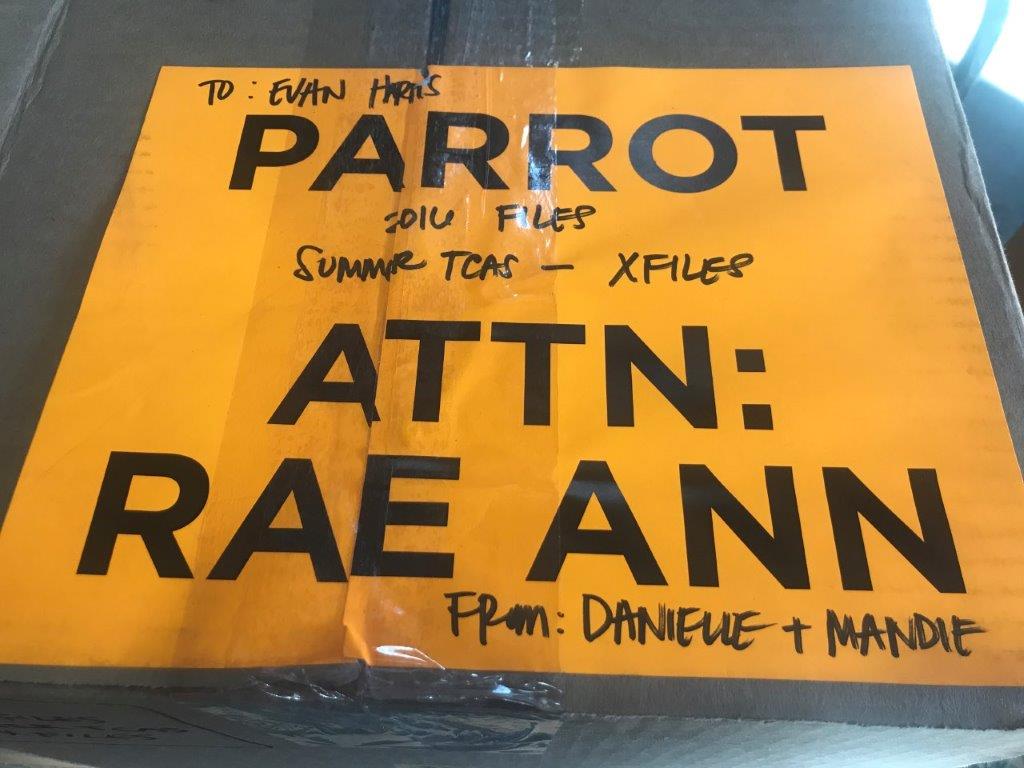 TO: EVAN HARRIS
PARROT
2016 FILES
SUMMER TCAS - XFILES
ATTN:
RAE ANN
FROM: DANIELLE + MANDIE